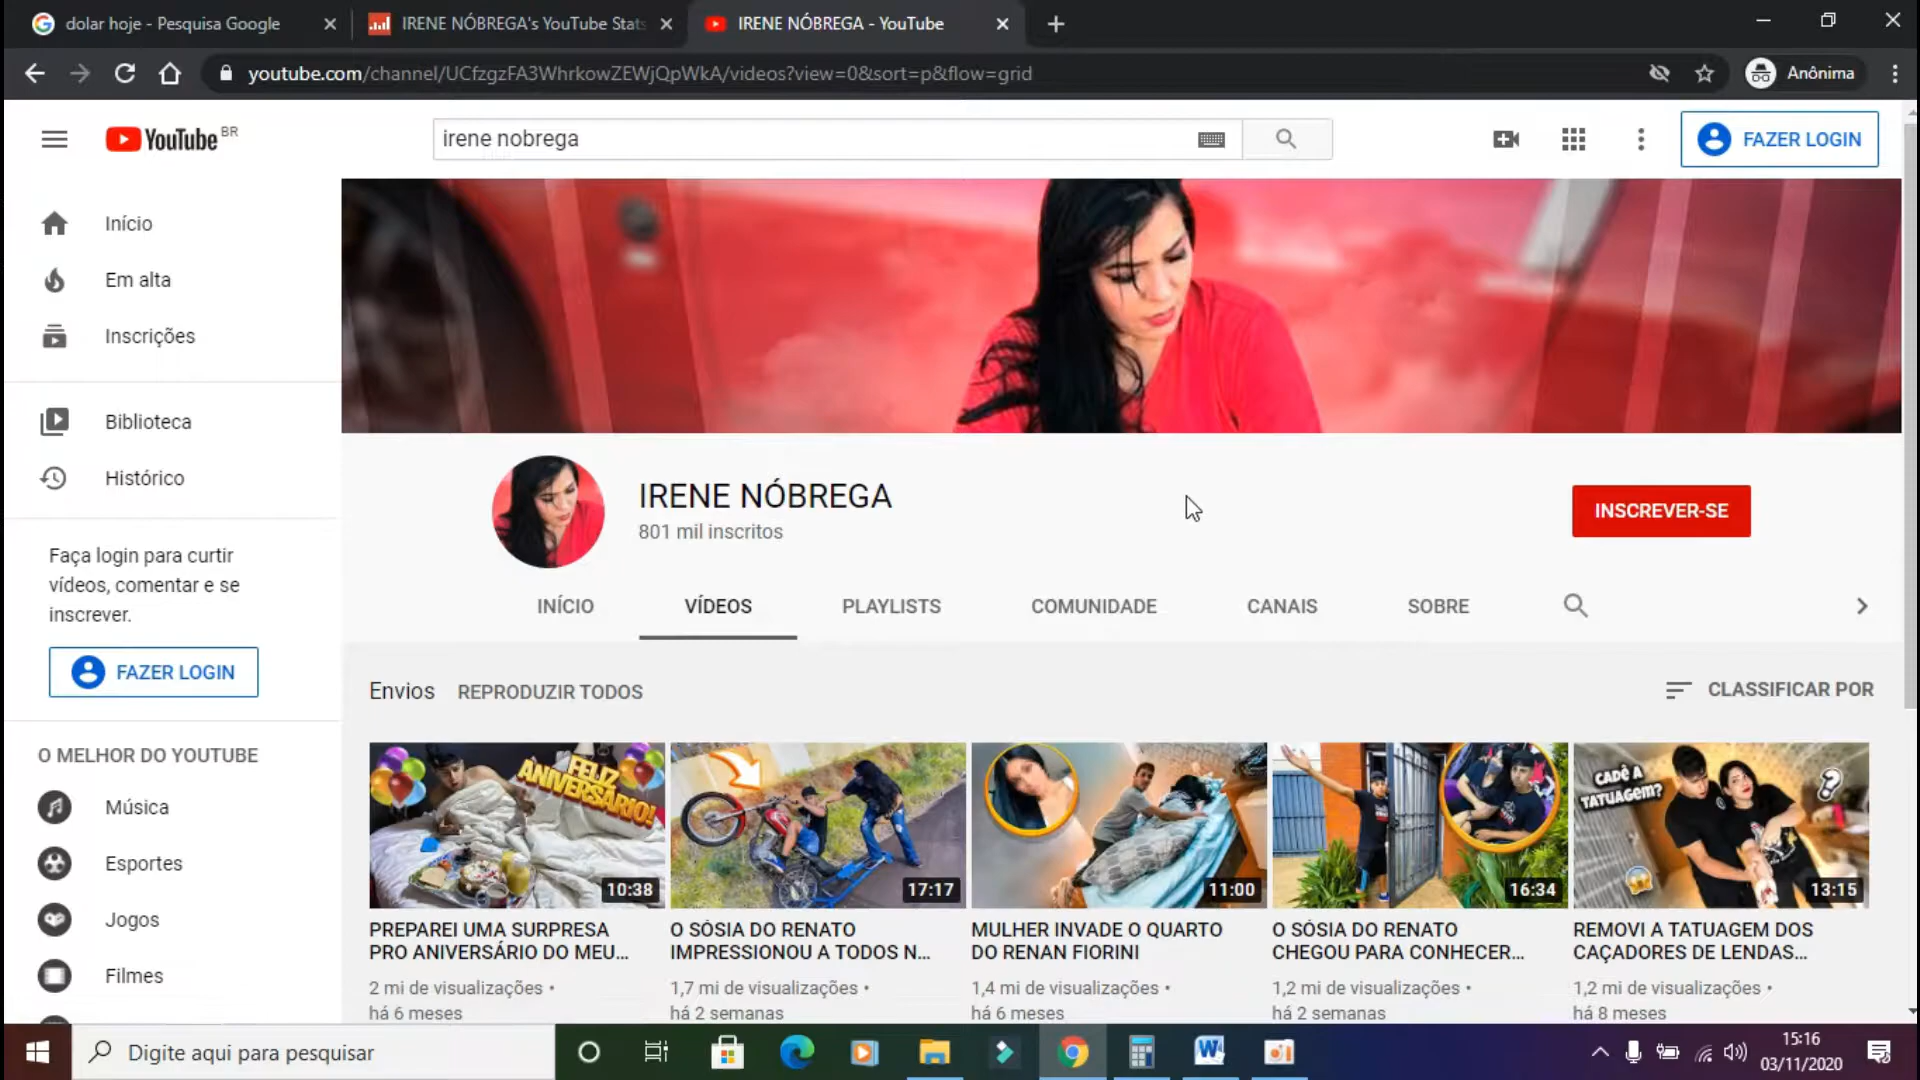 dolar hoje - Pesquisa Google
IRENE NÓBREGA's YouTube Stats
IRENE NÓBREGA - YouTube
youtube.com/channel/UCfzgzFA3WhrkowZEWjQpWkA/videos?view=0&sort=p&flow=grid
Anônima
YouTube BR
irene nobrega
FAZER LOGIN
Início
Em alta
Inscrições
Biblioteca
Histórico
Faça login para curtir
vídeos, comentar e se
inscrever.
FAZER LOGIN
O MELHOR DO YOUTUBE
Música
Esportes
Jogos
Filmes
IRENE NÓBREGA
801 mil inscritos
INSCREVER-SE
INÍCIO VÍDEOS PLAYLISTS COMUNIDADE CANAIS SOBRE
Envios REPRODUZIR TODOS
CLASSIFICAR POR
FELIZ
ANIVERSÁRIO!
10:38
PREPAREI UMA SURPRESA
PRO ANIVERSÁRIO DO MEU...
2 mi de visualizações •
há 6 meses
17:17
O SÓSIA DO RENATO
IMPRESSIONOU A TODOS N...
1,7 mi de visualizações •
há 2 semanas
11:00
MULHER INVADE O QUARTO
DO RENAN FIORINI
1,4 mi de visualizações •
há 6 meses
16:34
O SÓSIA DO RENATO
CHEGOU PARA CONHECER...
1,2 mi de visualizações •
há 2 semanas
CADÊ A
TATUAGEM?
13:15
REMOVI A TATUAGEM DOS
CAÇADORES DE LENDAS...
1,2 mi de visualizações •
há 8 meses
Digite aqui para pesquisar
15:16
03/11/2020